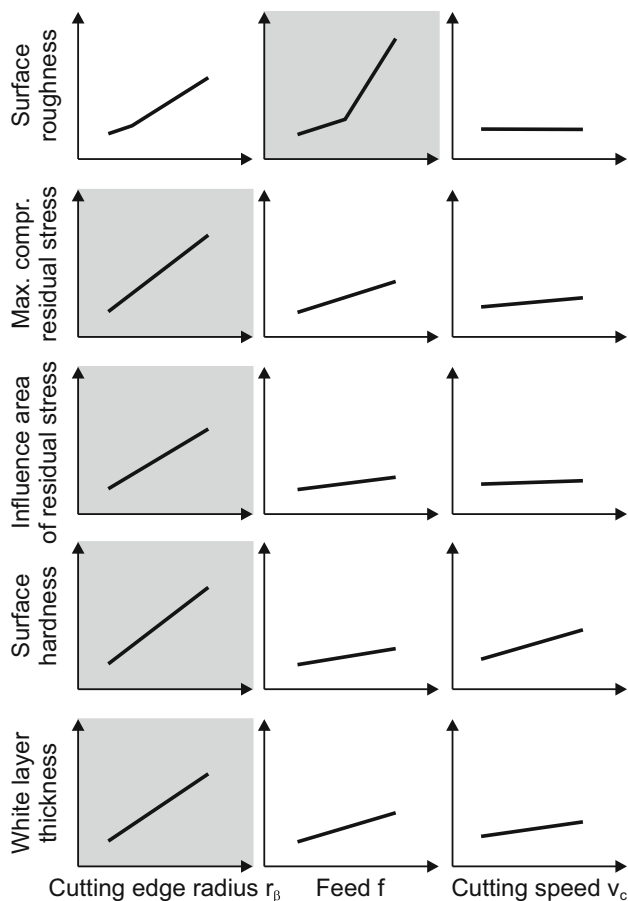 Surface
roughness
Max. compr.
residual stress
Influence area
of residual stress
Surface
hardness
White layer
thickness
Cutting edge radius rᵦ
Feed f
Cutting speed v_c